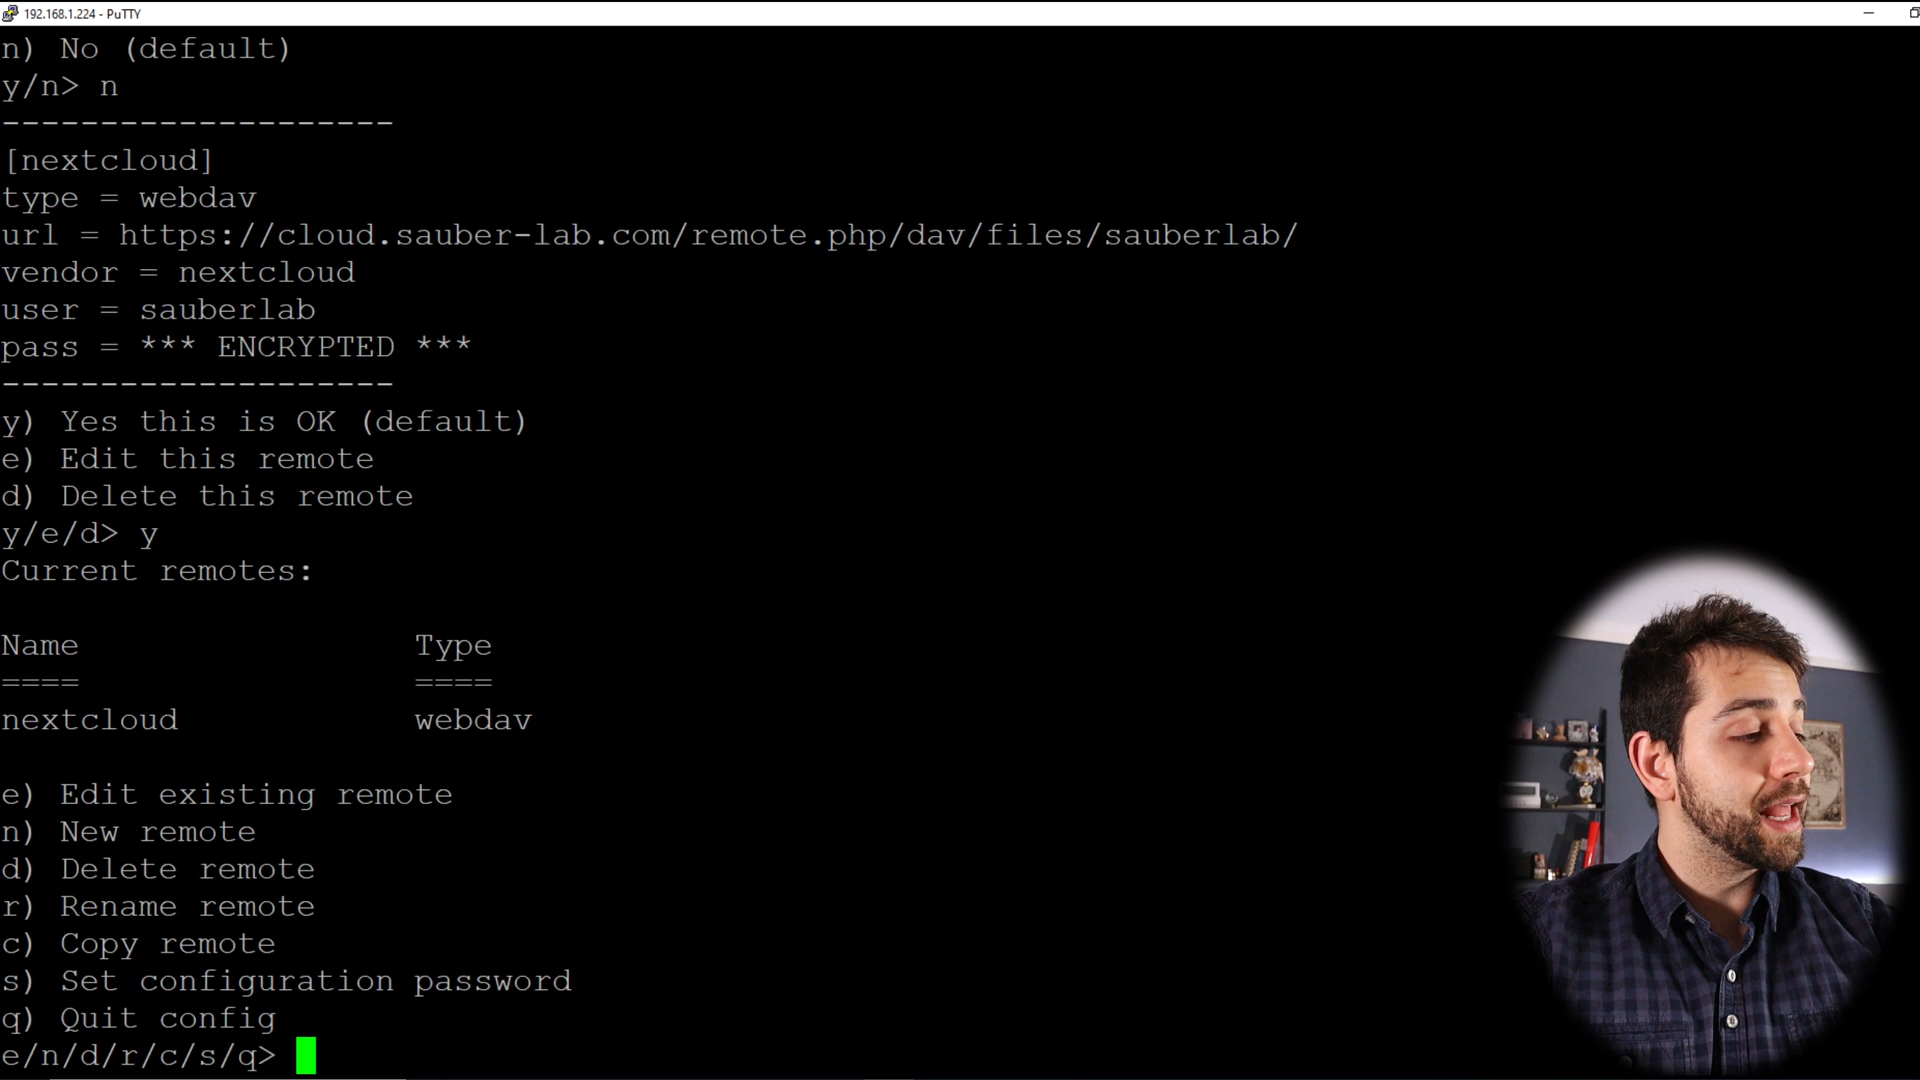 192.168.1.224 - PuTTY
n) No (default)
y/n> n
--------------------
[nextcloud]
type = webdav
url = https://cloud.sauber-lab.com/remote.php/dav/files/sauberlab/
vendor = nextcloud
user = sauberlab
pass = *** ENCRYPTED ***
--------------------
y) Yes this is OK (default)
e) Edit this remote
d) Delete this remote
y/e/d> y
Current remotes:
Name                 Type
====                 ====
nextcloud            webdav
e) Edit existing remote
n) New remote
d) Delete remote
r) Rename remote
c) Copy remote
s) Set configuration password
q) Quit config
e/n/d/r/c/s/q>